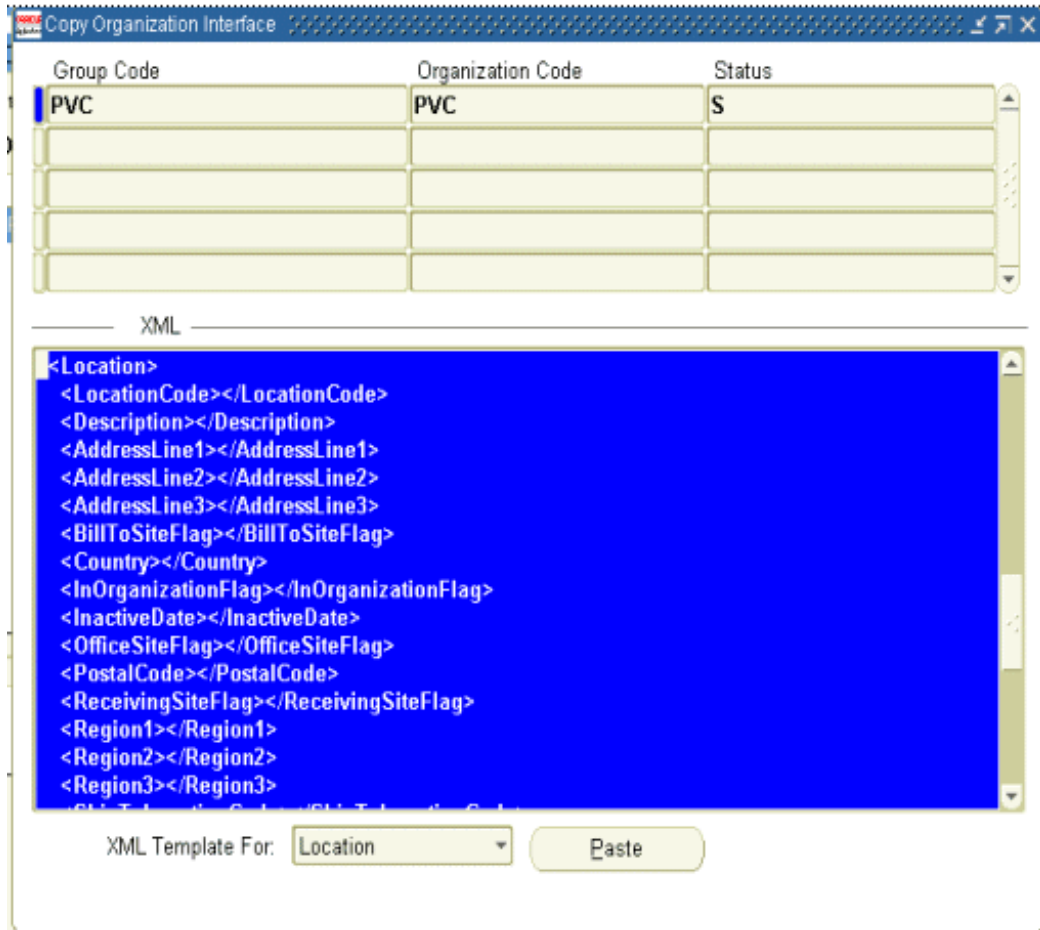 Copy Organization Interface
Group Code Organization Code Status
PVC PVC S
XML
<Location>
<LocationCode></LocationCode>
<Description></Description>
<AddressLine1></AddressLine1>
<AddressLine2></AddressLine2>
<AddressLine3></AddressLine3>
<BillToSiteFlag></BillToSiteFlag>
<Country></Country>
<InOrganizationFlag></InOrganizationFlag>
<InactiveDate></InactiveDate>
<OfficeSiteFlag></OfficeSiteFlag>
<PostalCode></PostalCode>
<ReceivingSiteFlag></ReceivingSiteFlag>
<Region1></Region1>
<Region2></Region2>
<Region3></Region3>
XML Template For: Location Paste